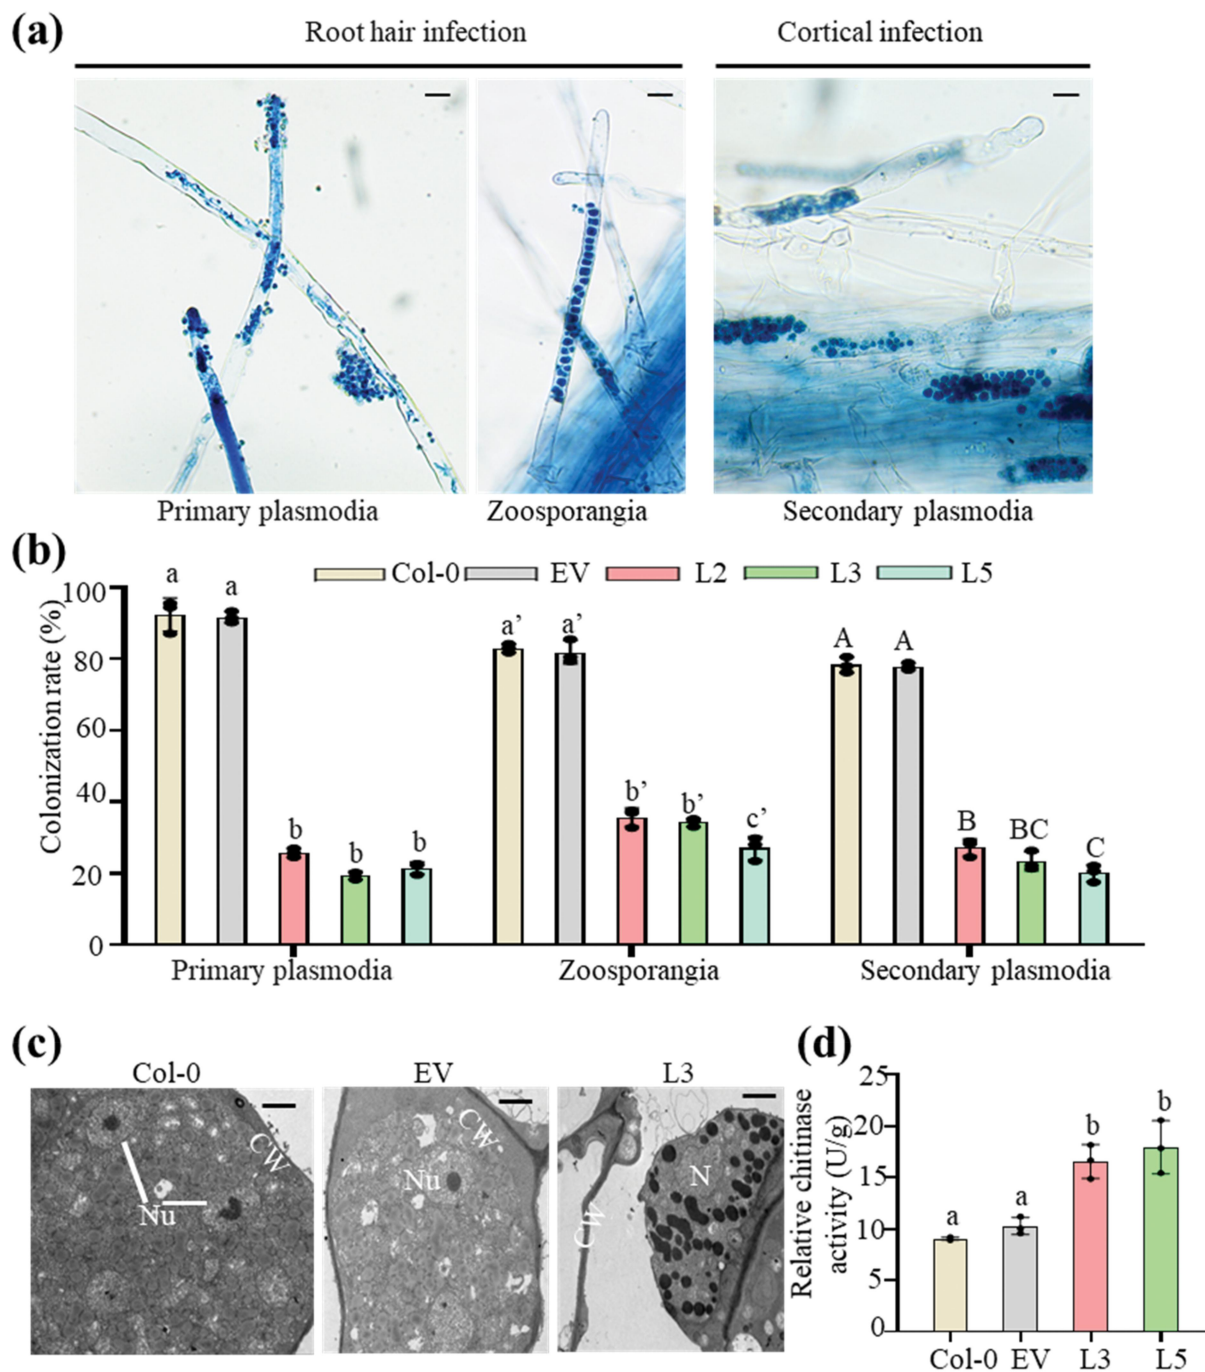 (a)
Root hair infection
Cortical infection
Primary plasmodia
Zoosporangia
Secondary plasmodia
(b)
Col-0 EV L2 L3 L5
Colonization rate (%)
100
80
60
40
20
0
a a b b b
a’ a’ b’ b’ c’
A A B BC C
Primary plasmodia
Zoosporangia
Secondary plasmodia
(c)
Col-0
EV
L3
CW
Nu
CW
Nu
CW
N
(d)
Relative chitinase
activity (U/g)
25
20
15
10
5
0
a a b b
Col-0 EV L3 L5